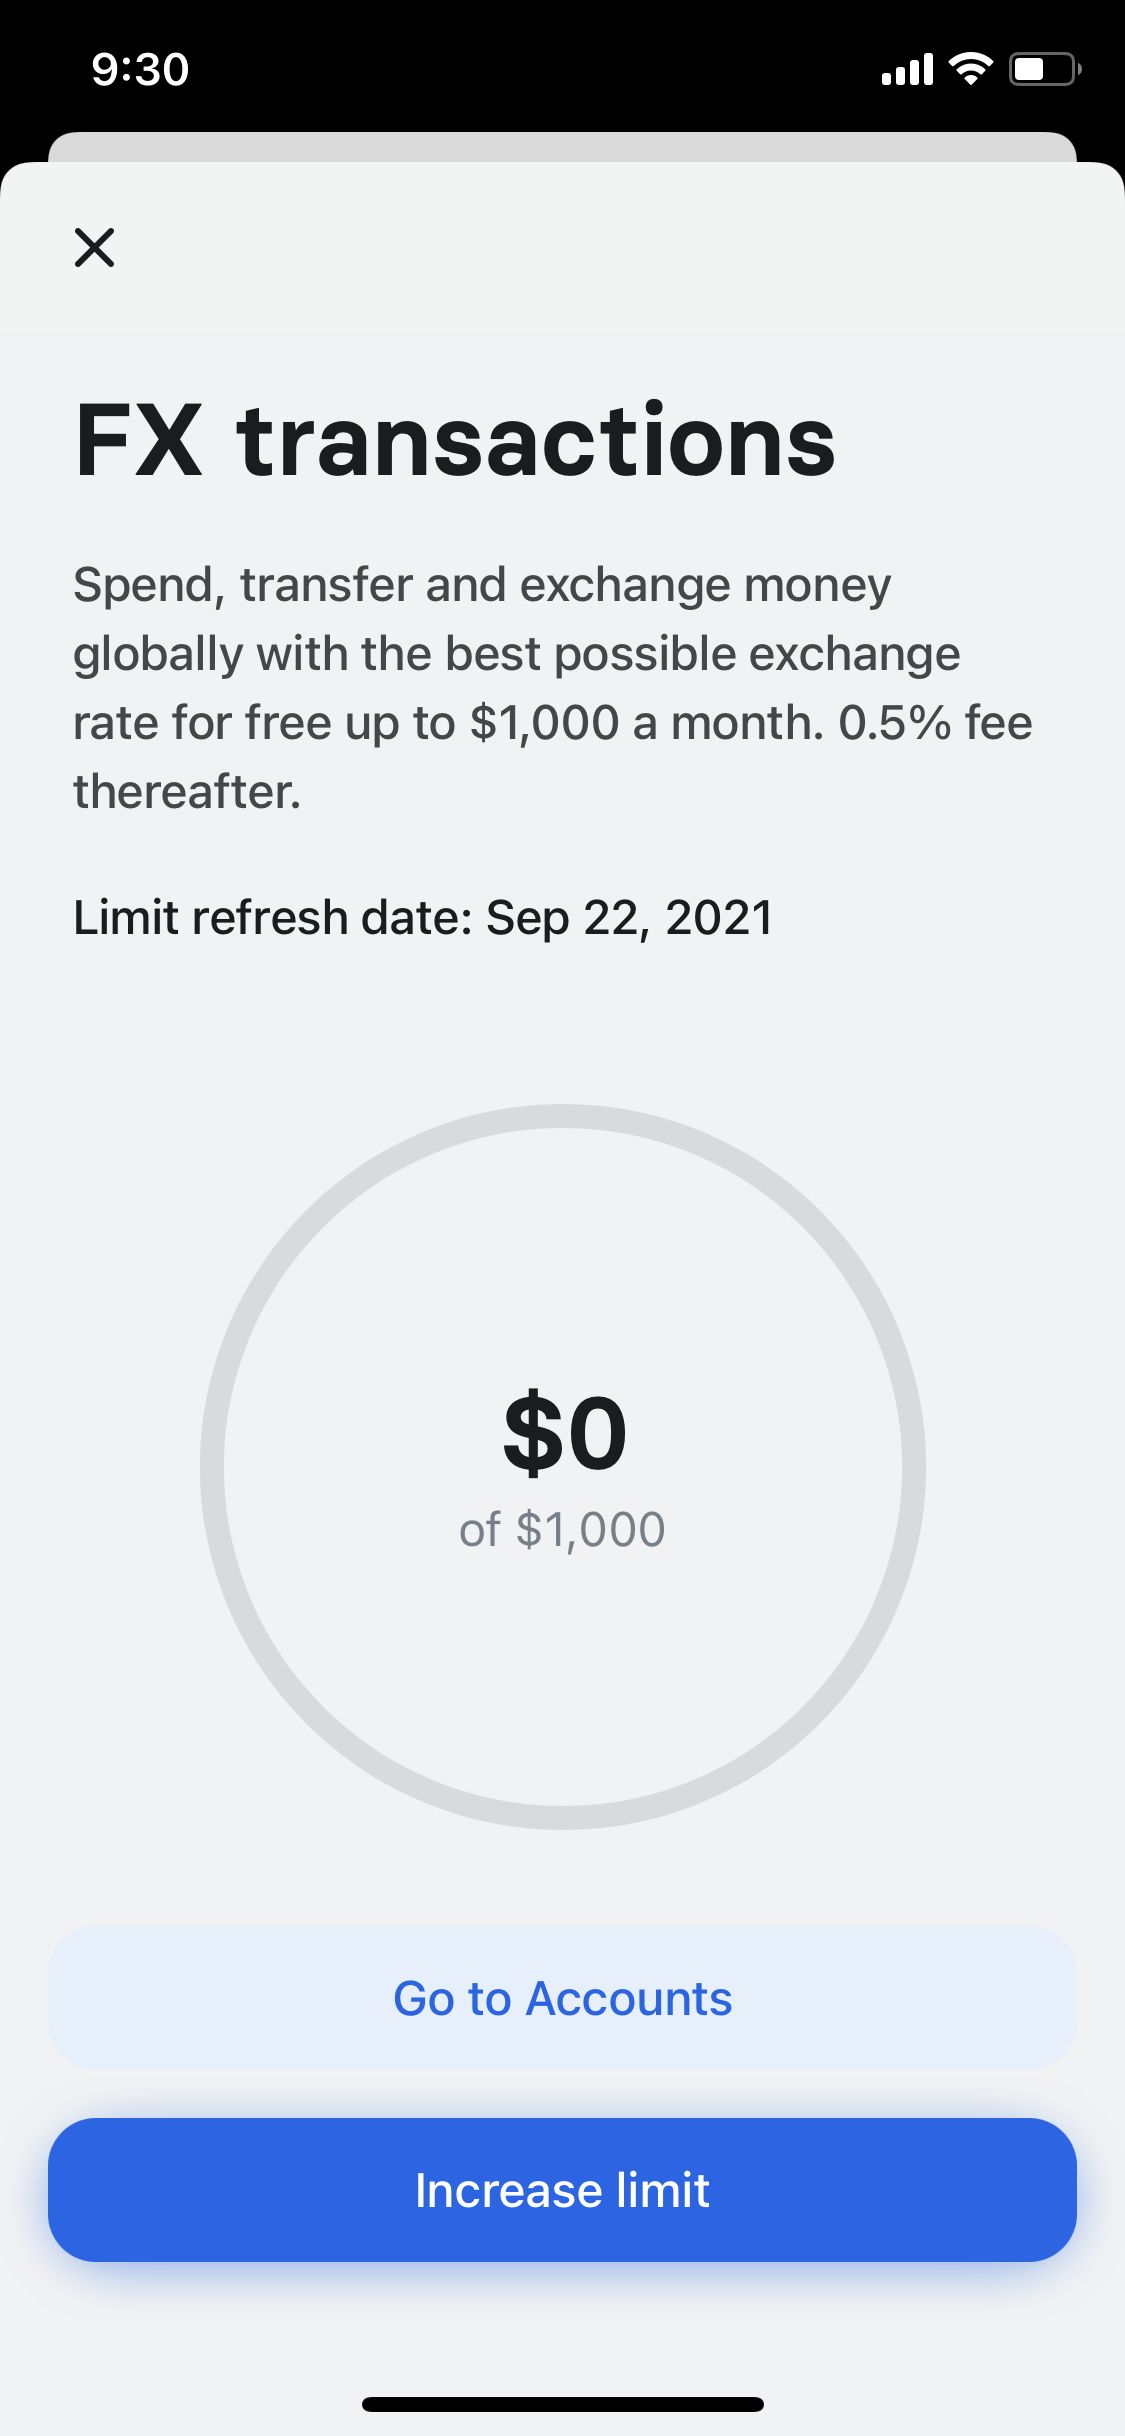 9:30
FX transactions
Spend, transfer and exchange money
globally with the best possible exchange
rate for free up to $1,000 a month. 0.5% fee
thereafter.
Limit refresh date: Sep 22, 2021
$0
of $1,000
Go to Accounts
Increase limit